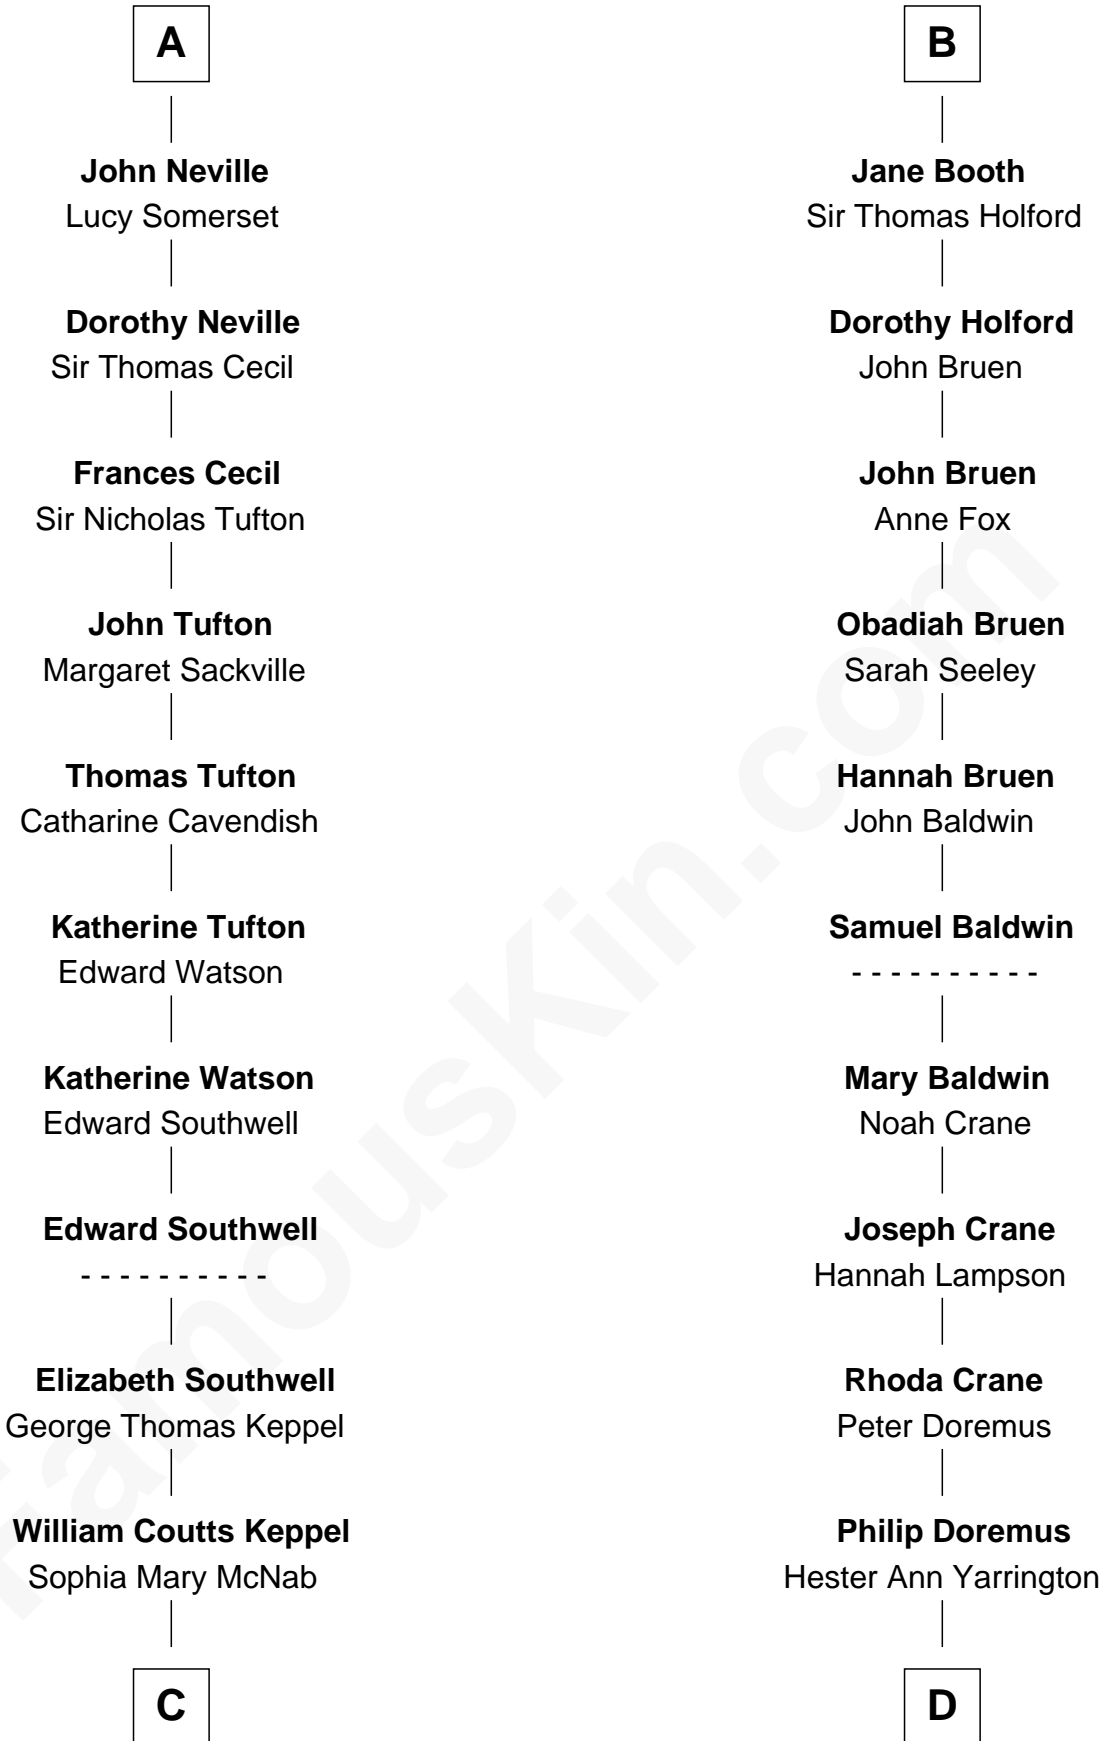 A
John Neville
Lucy Somerset
Dorothy Neville
Sir Thomas Cecil
Frances Cecil
Sir Nicholas Tufton
John Tufton
Margaret Sackville
Thomas Tufton
Catharine Cavendish
Katherine Tufton
Edward Watson
Katherine Watson
Edward Southwell
Edward Southwell
- - - - - - - - - -
Elizabeth Southwell
George Thomas Keppel
William Coutts Keppel
Sophia Mary McNab
C
B
Jane Booth
Sir Thomas Holford
Dorothy Holford
John Bruen
John Bruen
Anne Fox
Obadiah Bruen
Sarah Seeley
Hannah Bruen
John Baldwin
Samuel Baldwin
- - - - - - - - - -
Mary Baldwin
Noah Crane
Joseph Crane
Hannah Lampson
Rhoda Crane
Peter Doremus
Philip Doremus
Hester Ann Yarrington
D
FamousKin.com